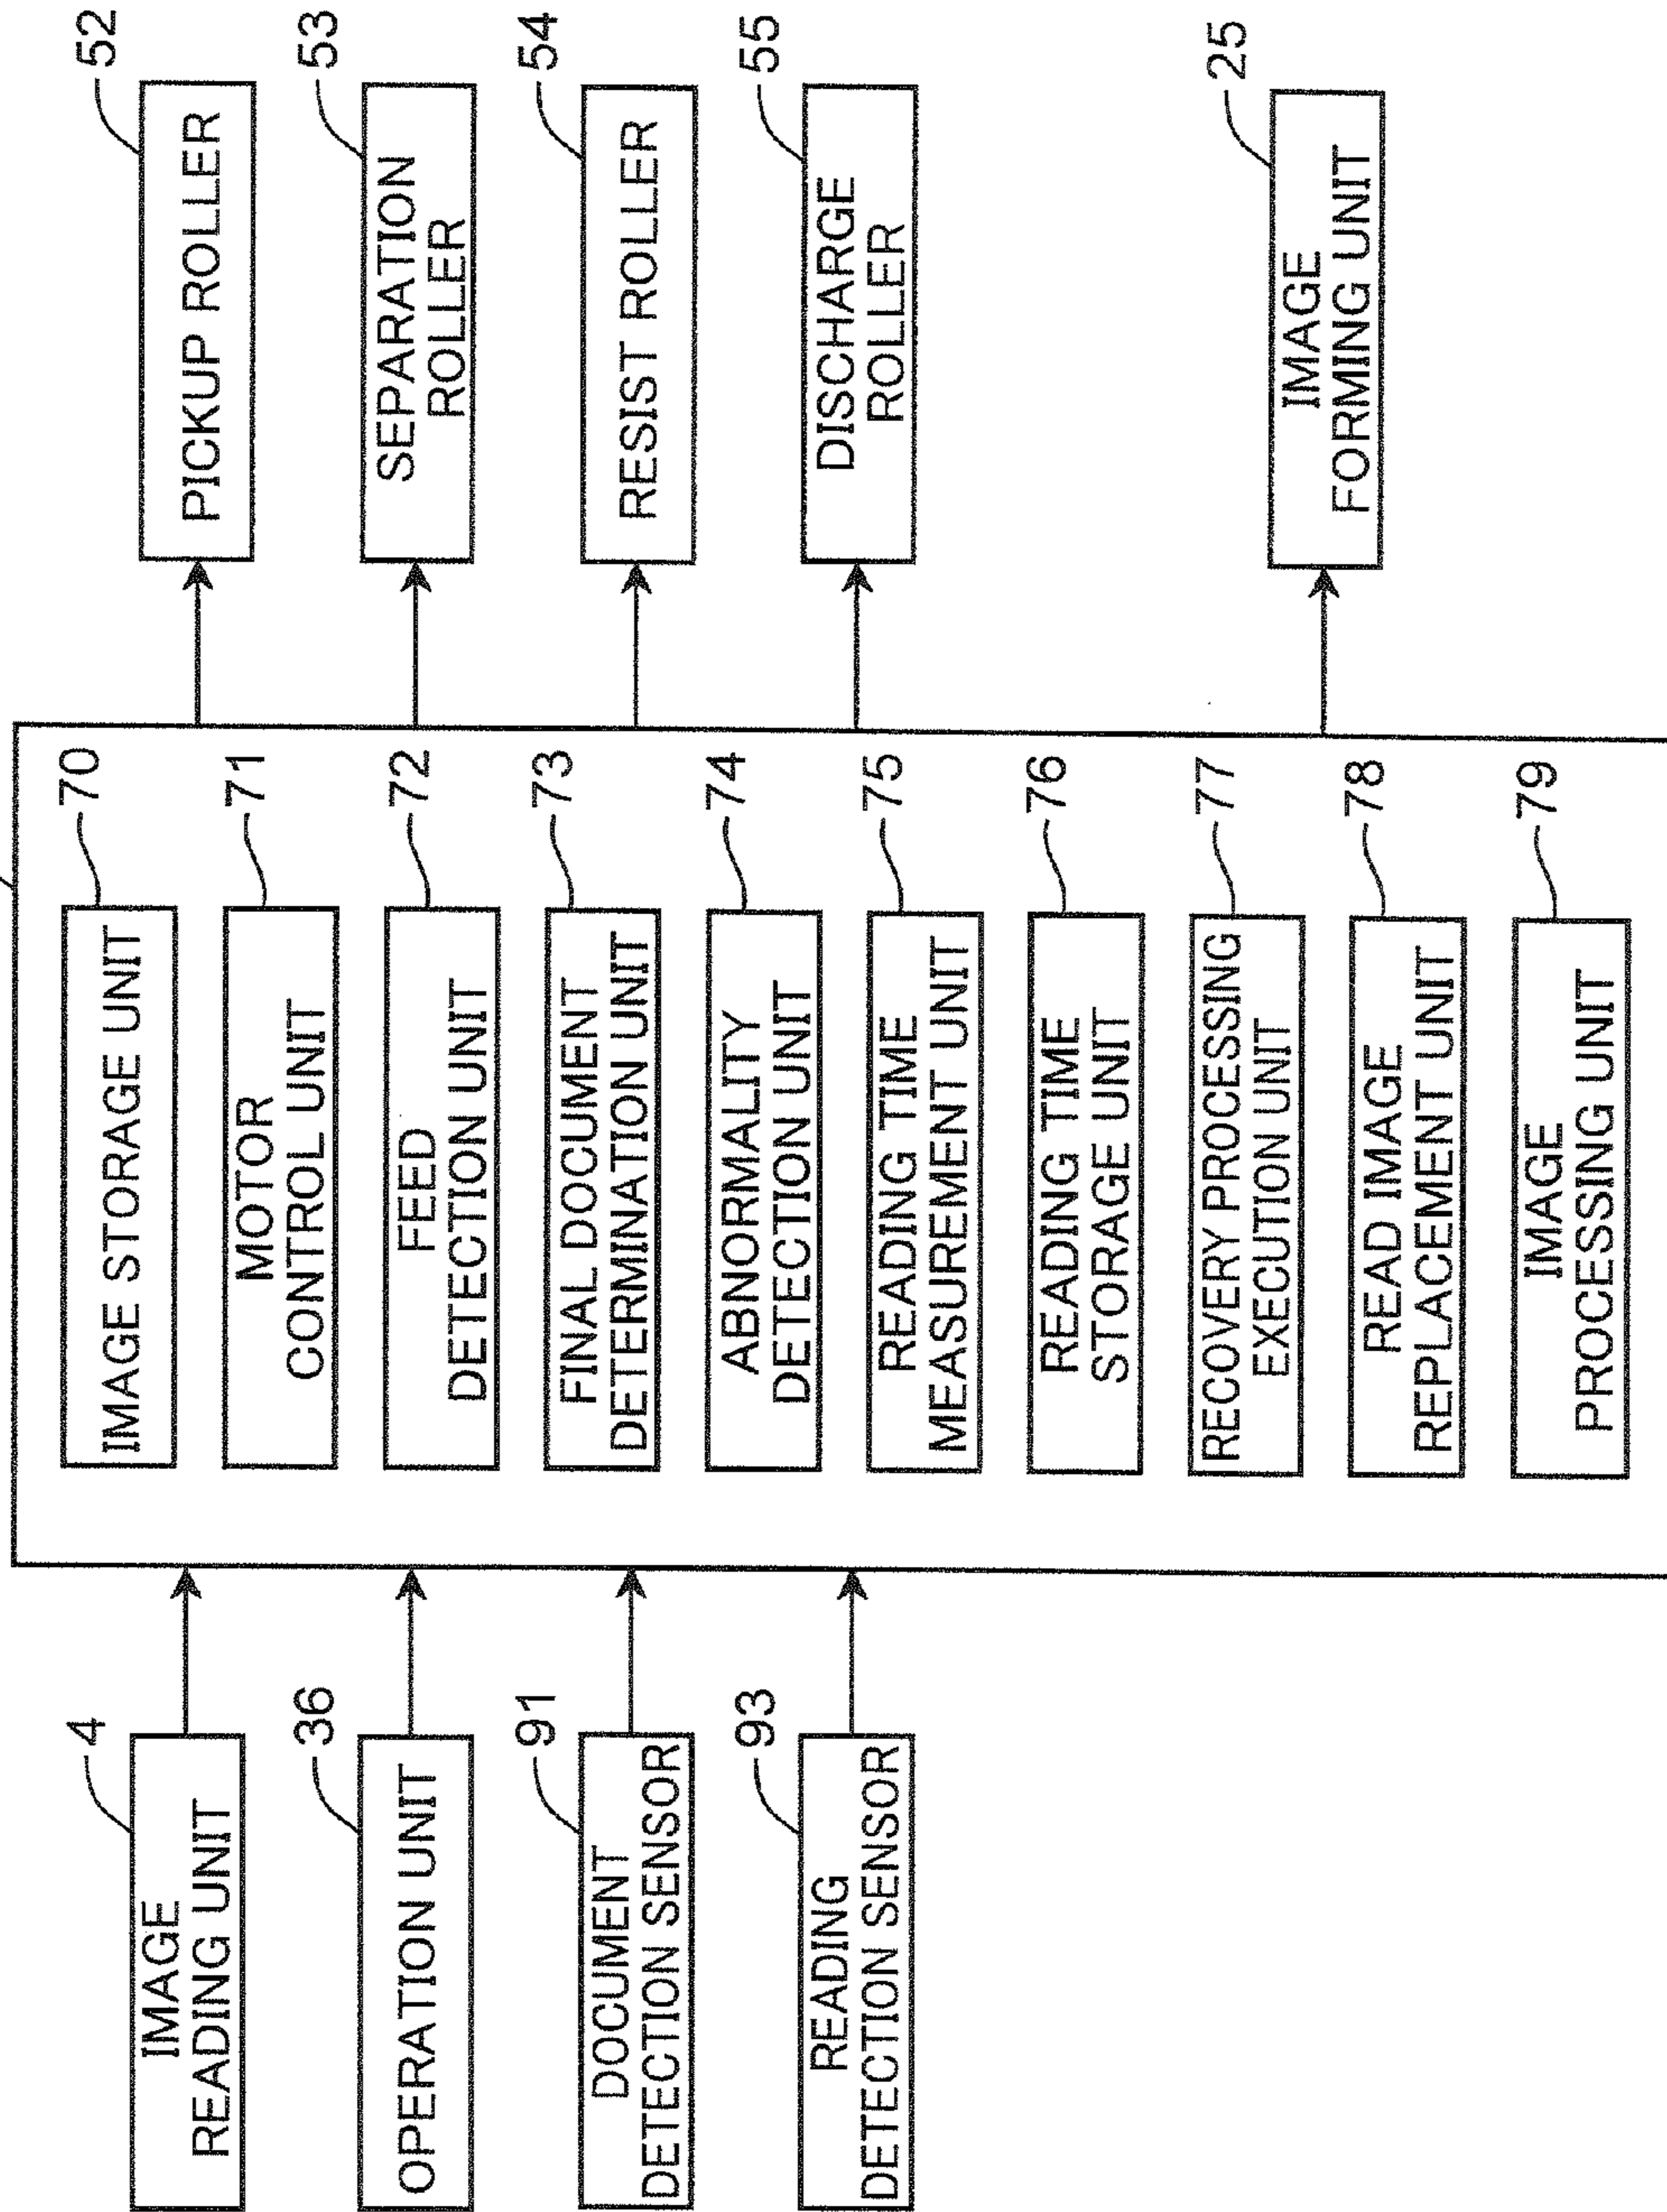 4
IMAGE
READING UNIT
36
OPERATION UNIT
91
DOCUMENT
DETECTION SENSOR
93
READING
DETECTION SENSOR
70
IMAGE STORAGE UNIT
71
MOTOR
CONTROL UNIT
72
FEED
DETECTION UNIT
73
FINAL DOCUMENT
DETERMINATION UNIT
74
ABNORMALITY
DETECTION UNIT
75
READING TIME
MEASUREMENT UNIT
76
READING TIME
STORAGE UNIT
77
RECOVERY PROCESSING
EXECUTION UNIT
78
READ IMAGE
REPLACEMENT UNIT
79
IMAGE
PROCESSING UNIT
52
PICKUP ROLLER
53
SEPARATION
ROLLER
54
RESIST ROLLER
55
DISCHARGE
ROLLER
25
IMAGE
FORMING UNIT